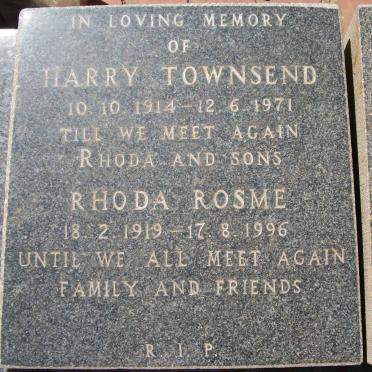 IN LOVING MEMORY
OF
HARRY TOWNSEND
10. 10. 1914 – 12. 6. 1971
TILL WE MEET AGAIN
RHODA AND SONS
RHODA ROSME
18. 2. 1919 – 17. 8. 1996
UNTIL WE ALL MEET AGAIN
FAMILY AND FRIENDS
R. I. P.